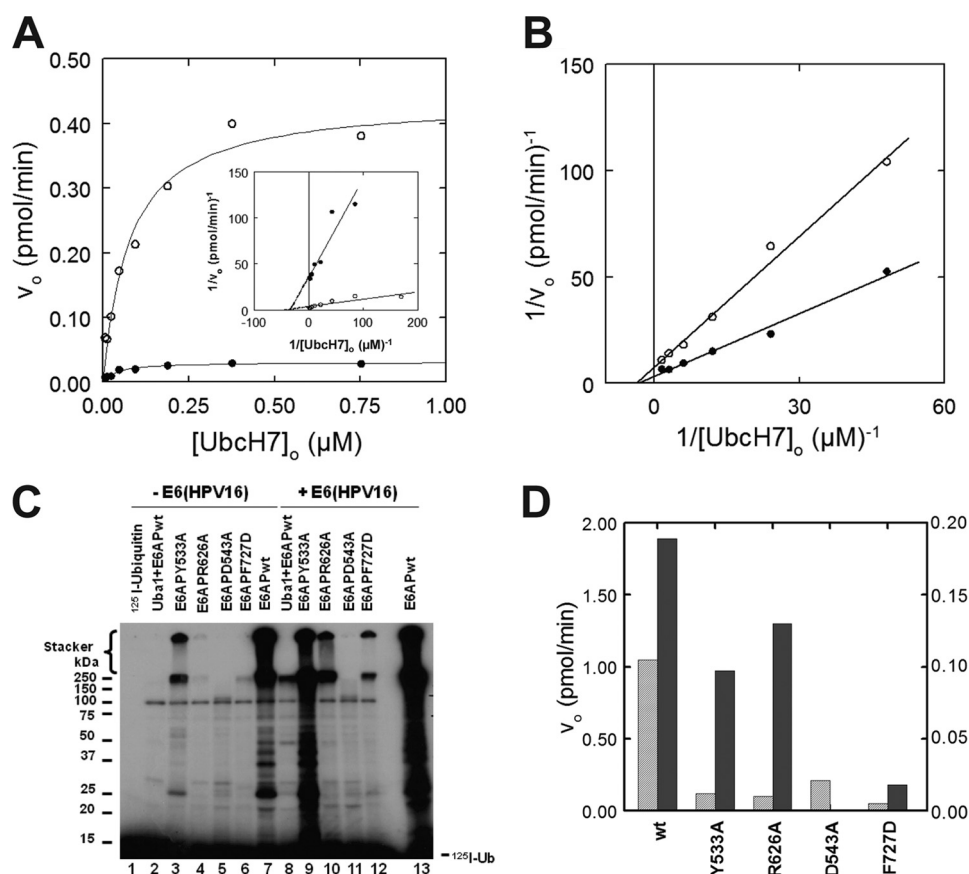 A
0.50
0.40
0.30
0.20
0.10
0.00
v₀ (pmol/min)
0.00
0.25
0.50
0.75
1.00
[UbcH7]ₒ (µM)
150
100
50
0
1/vₒ (pmol/min)⁻¹
-100
0
100
200
1/[UbcH7]ₒ (µM)⁻¹
B
150
100
50
0
1/vₒ (pmol/min)⁻¹
0
30
60
1/[UbcH7]ₒ (µM)⁻¹
C
- E6(HPV16)
+ E6(HPV16)
¹²⁵I-Ubiquitin
Uba1+E6APwt
E6APY533A
E6APR626A
E6APD543A
E6APF727D
E6APwt
Uba1+E6APwt
E6APY533A
E6APR626A
E6APD543A
E6APF727D
E6APwt
Stacker
kDa
250
150
100
75
50
37
25
20
15
¹²⁵I-Ub
1 2 3 4 5 6 7 8 9 10 11 12 13
D
2.00
1.50
1.00
0.50
0.00
vₒ (pmol/min)
0.20
0.15
0.10
0.05
0.00
wt
Y533A
R626A
D543A
F727D